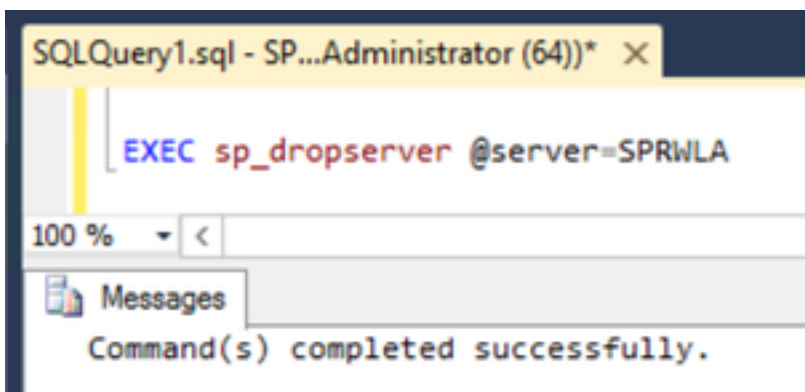 SQLQuery1.sql - SP...Administrator (64))*
EXEC sp_dropserver @server=SPRWLA
100 %
Messages
Command(s) completed successfully.